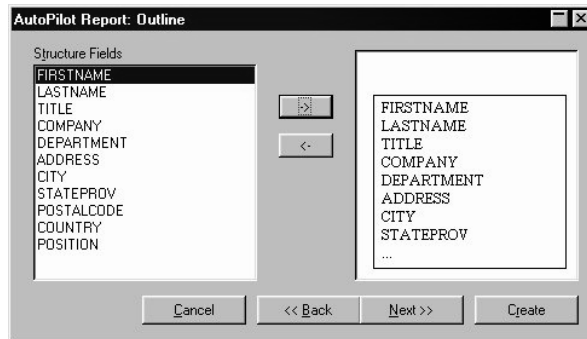 AutoPilot Report: Outline
Structure Fields
FIRSTNAME
LASTNAME
TITLE
COMPANY
DEPARTMENT
ADDRESS
CITY
STATEPROV
POSTALCODE
COUNTRY
POSITION
->
<-
FIRSTNAME
LASTNAME
TITLE
COMPANY
DEPARTMENT
ADDRESS
CITY
STATEPROV
...
Cancel
<< Back
Next >>
Create